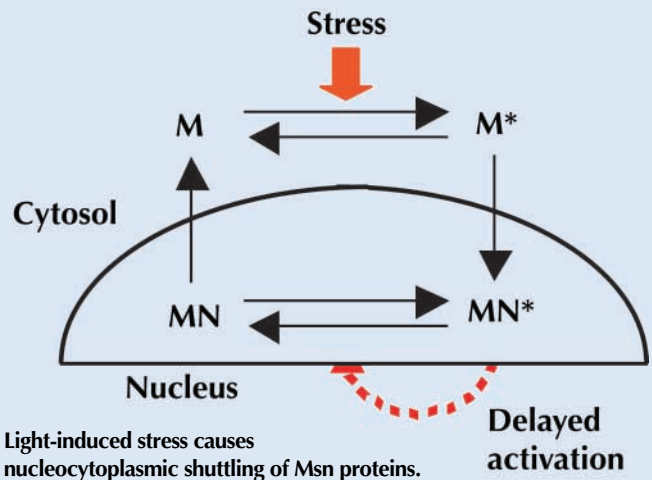 Stress
M
M*
Cytosol
MN
MN*
Nucleus
Delayed
activation
Light-induced stress causes
nucleocytoplasmic shuttling of Msn proteins.